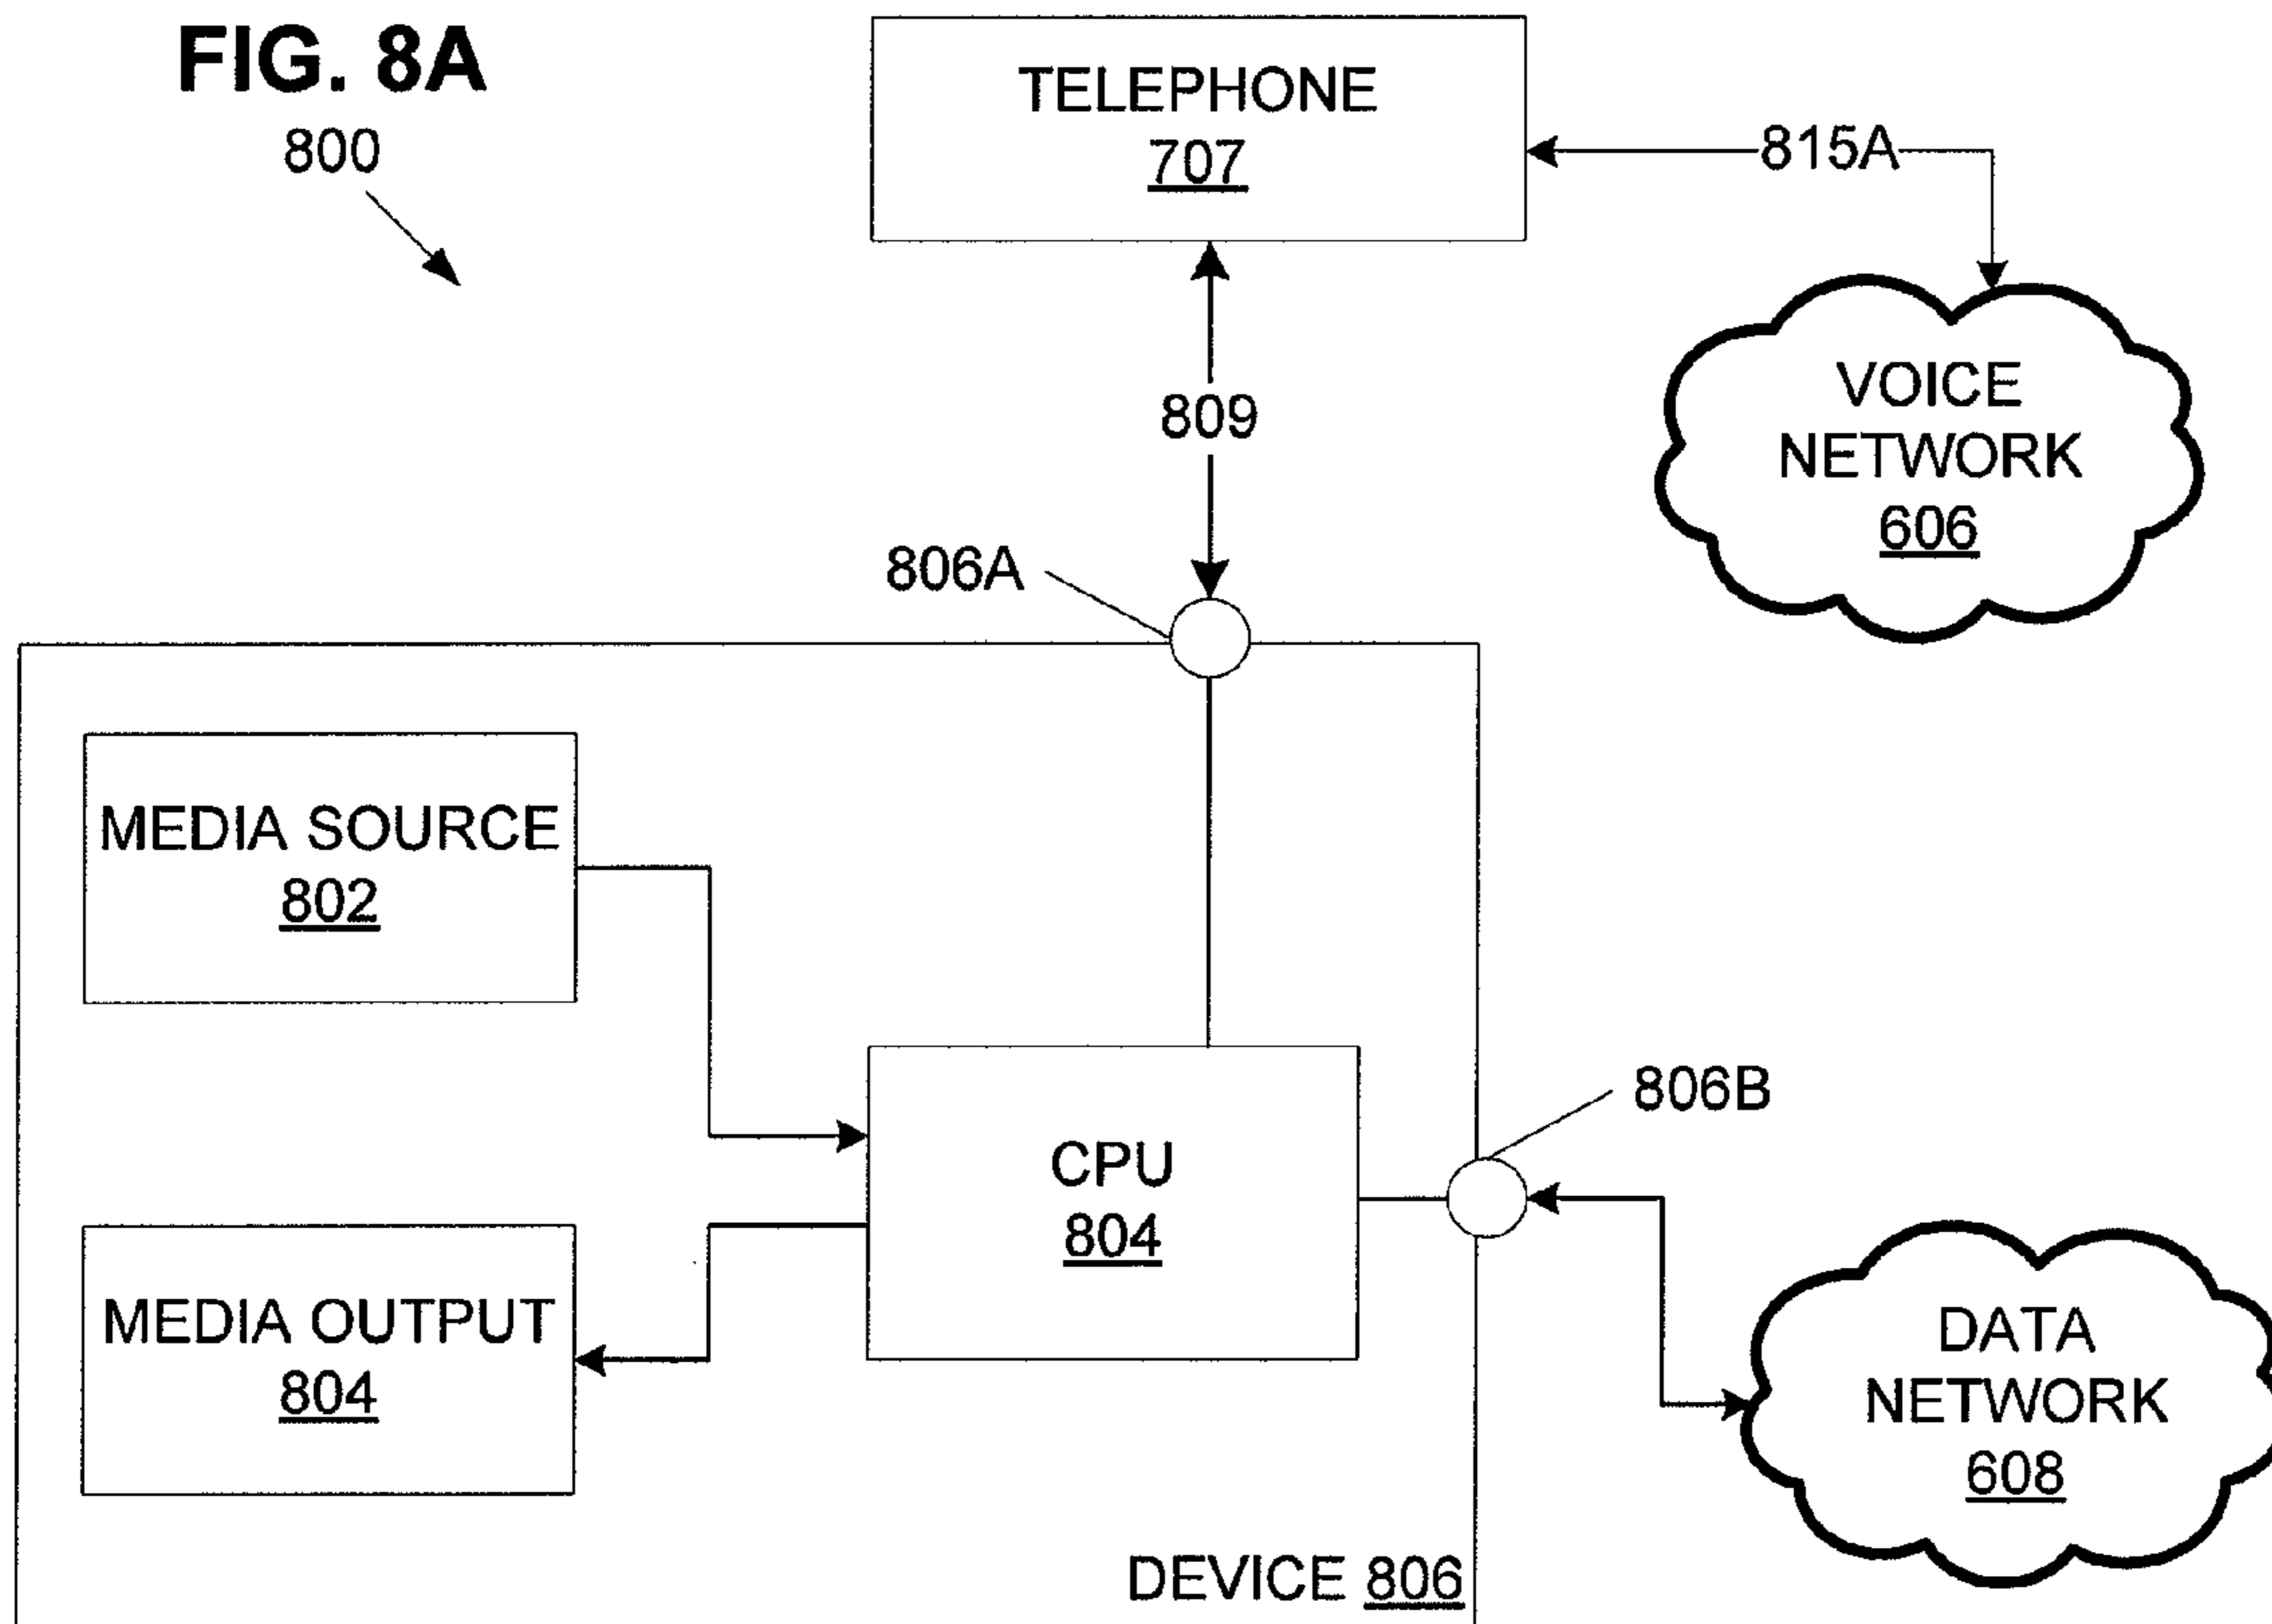 FIG. 8A
800
TELEPHONE
707
815A
VOICE
NETWORK
606
809
806A
MEDIA SOURCE
802
CPU
804
806B
MEDIA OUTPUT
804
DATA
NETWORK
608
DEVICE 806